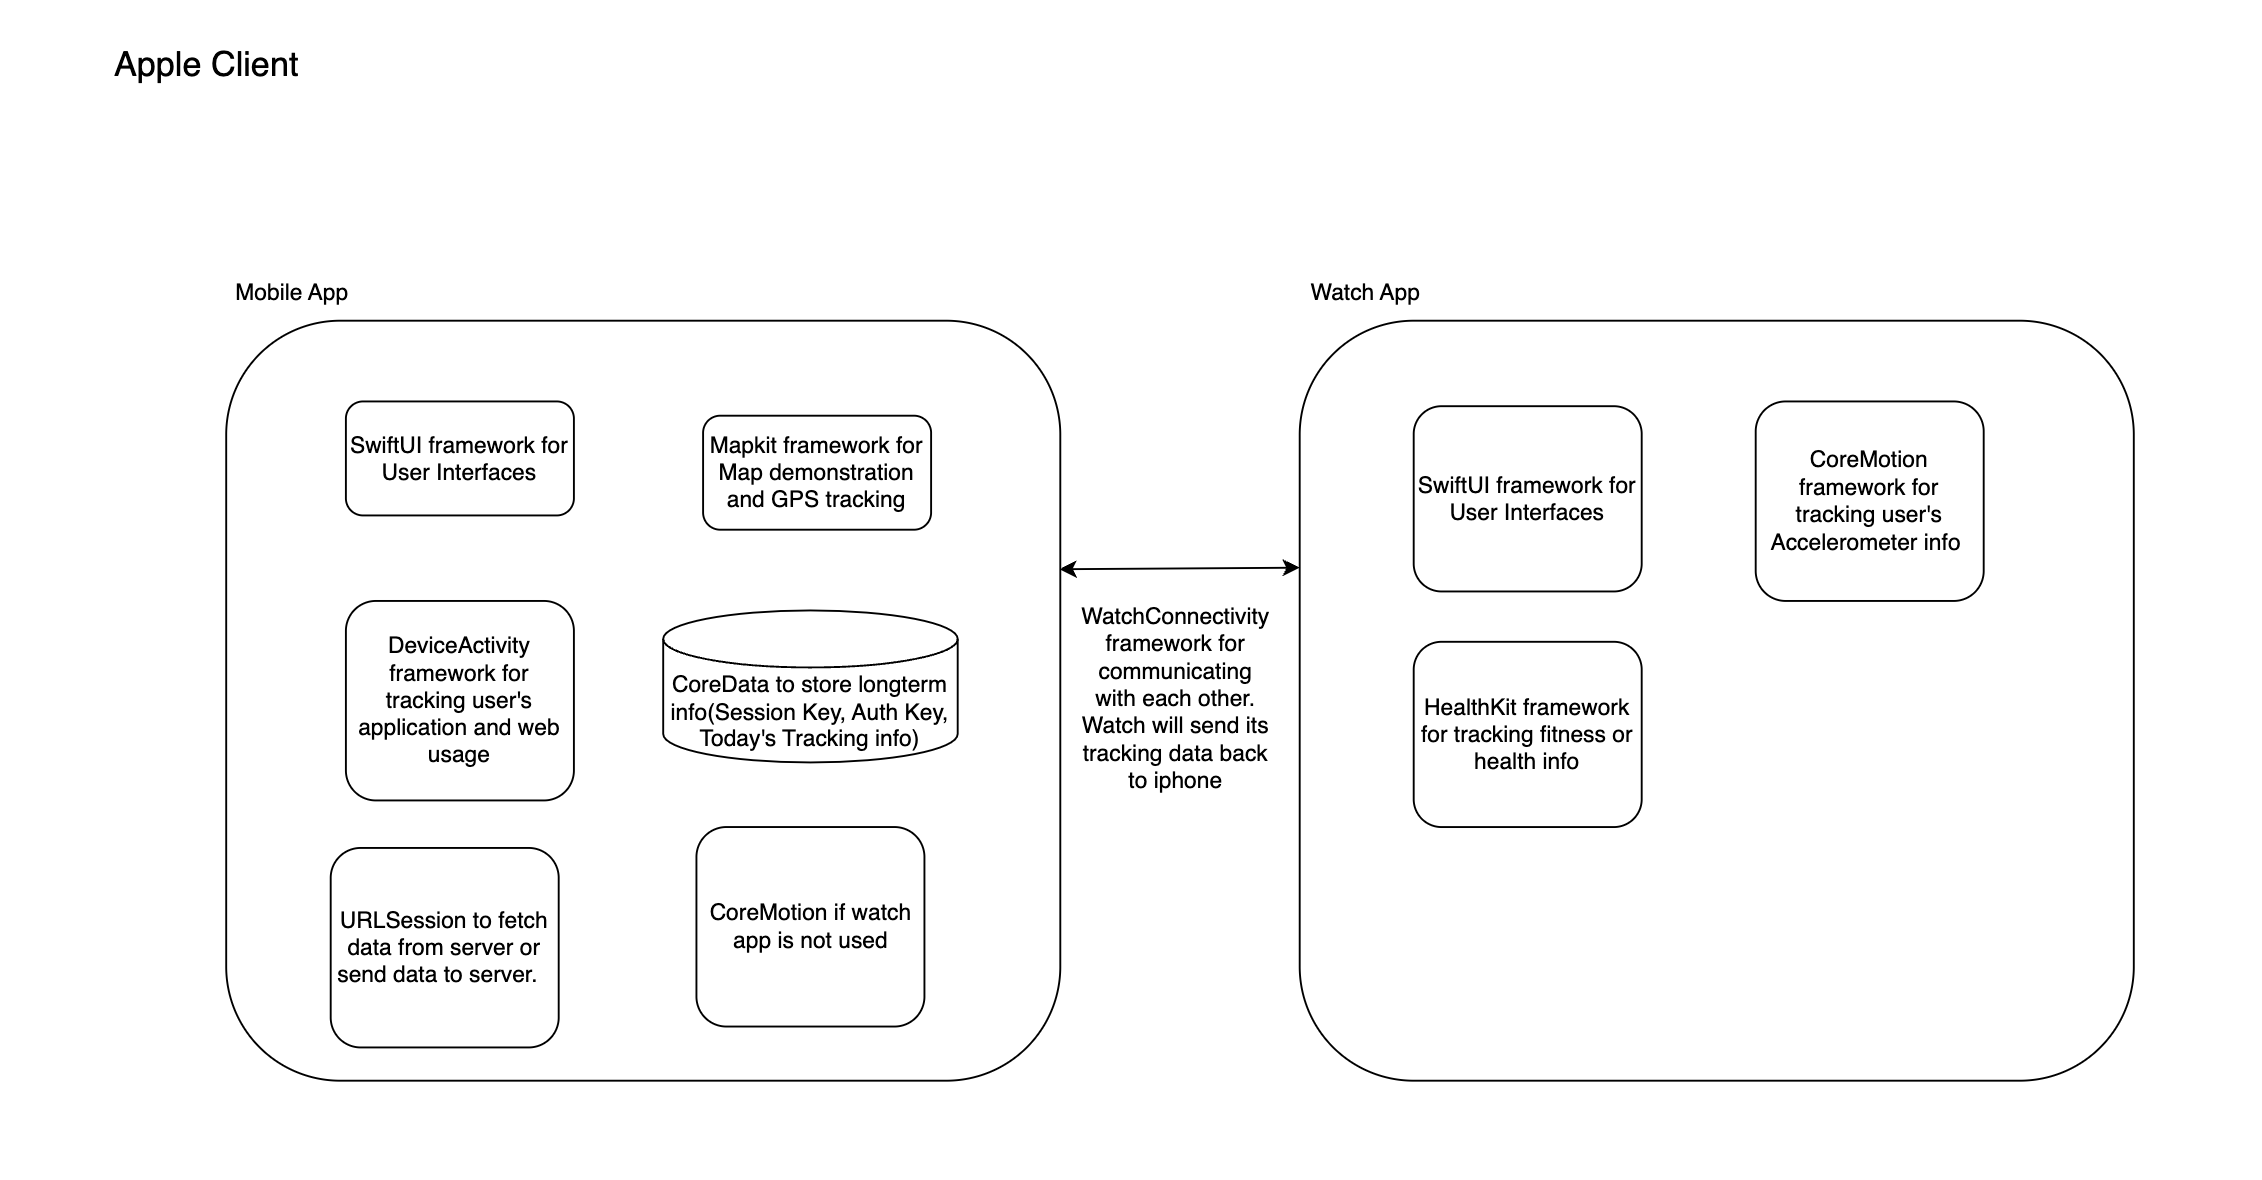 Apple Client
Mobile App
SwiftUI framework for
User Interfaces
Mapkit framework for
Map demonstration
and GPS tracking
DeviceActivity
framework for
tracking user's
application and web
usage
CoreData to store longterm
info(Session Key, Auth Key,
Today's Tracking info)
URLSession to fetch
data from server or
send data to server.
CoreMotion if watch
app is not used
WatchConnectivity
framework for
communicating
with each other.
Watch will send its
tracking data back
to iphone
Watch App
SwiftUI framework for
User Interfaces
CoreMotion
framework for
tracking user's
Accelerometer info
HealthKit framework
for tracking fitness or
health info